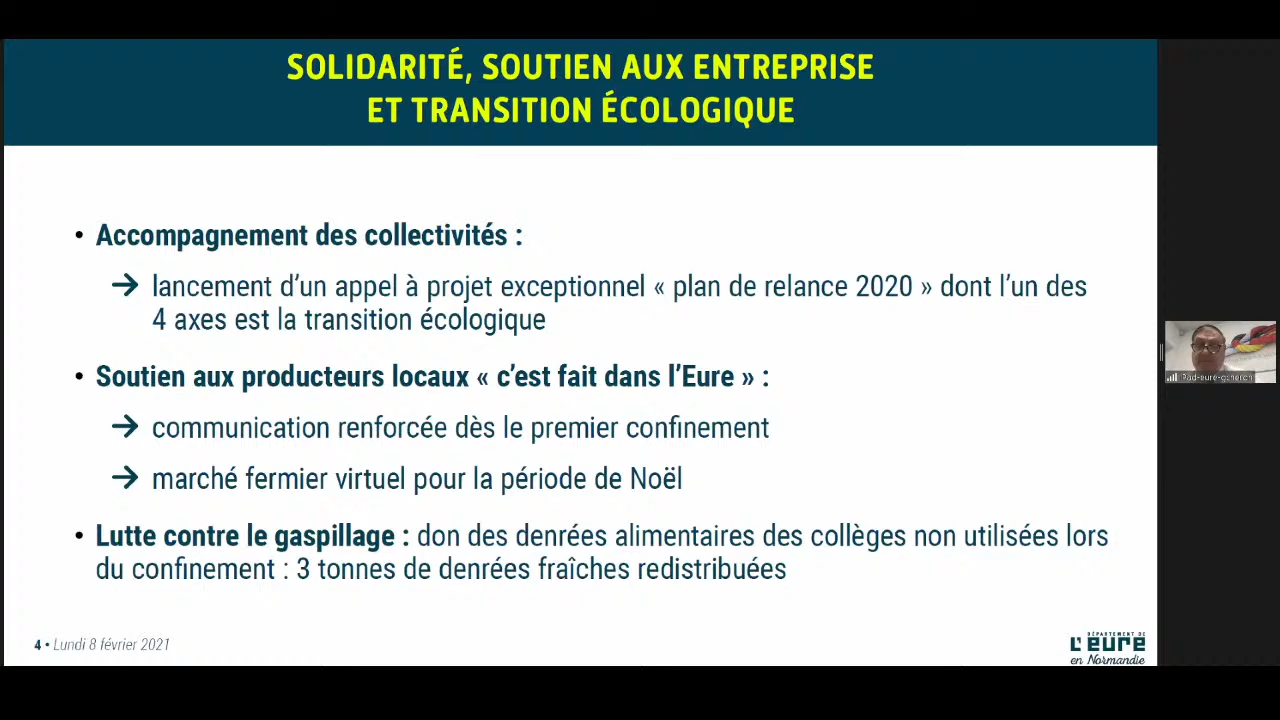 SOLIDARITÉ, SOUTIEN AUX ENTREPRISE
ET TRANSITION ÉCOLOGIQUE
• Accompagnement des collectivités :
→ lancement d’un appel à projet exceptionnel « plan de relance 2020 » dont l’un des
4 axes est la transition écologique
• Soutien aux producteurs locaux « c’est fait dans l’Eure » :
→ communication renforcée dès le premier confinement
→ marché fermier virtuel pour la période de Noël
• Lutte contre le gaspillage : don des denrées alimentaires des collèges non utilisées lors
du confinement : 3 tonnes de denrées fraîches redistribuées
4 • Lundi 8 février 2021
DÉPARTEMENT DE
L'EURE
en Normandie